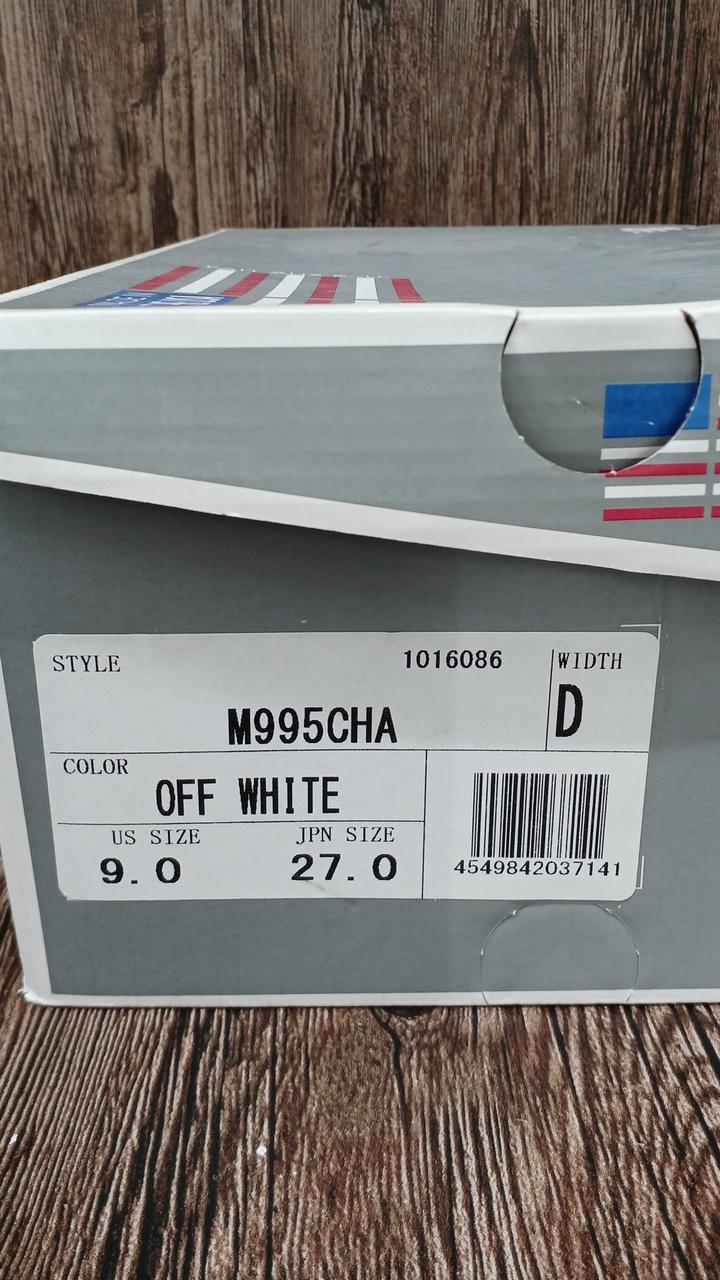 STYLE
1016086
WIDTH
M995CHA
D
COLOR
OFF WHITE
US SIZE
JPN SIZE
9.0
27.0
4549842037141